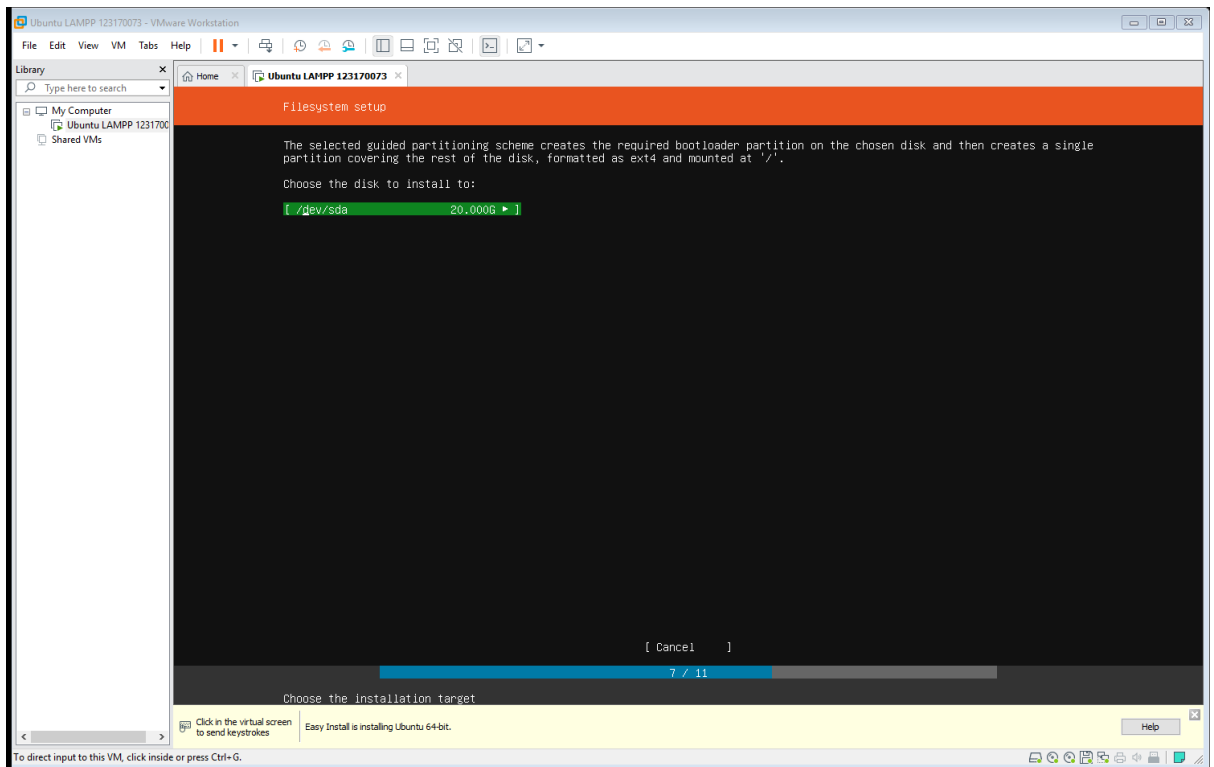 Ubuntu LAMPP 123170073 - VMware Workstation
File Edit View VM Tabs Help
Library
Home
Ubuntu LAMPP 123170073
Type here to search
My Computer
Ubuntu LAMPP 1231700
Shared VMs
Filesystem setup
The selected guided partitioning scheme creates the required bootloader partition on the chosen disk and then creates a single
partition covering the rest of the disk, formatted as ext4 and mounted at '/'.
Choose the disk to install to:
[ /dev/sda 20.000G ► ]
[ Cancel ]
7 / 11
Choose the installation target
Click in the virtual screen
to send keystrokes
Easy Install is installing Ubuntu 64-bit.
Help
To direct input to this VM, click inside or press Ctrl+G.